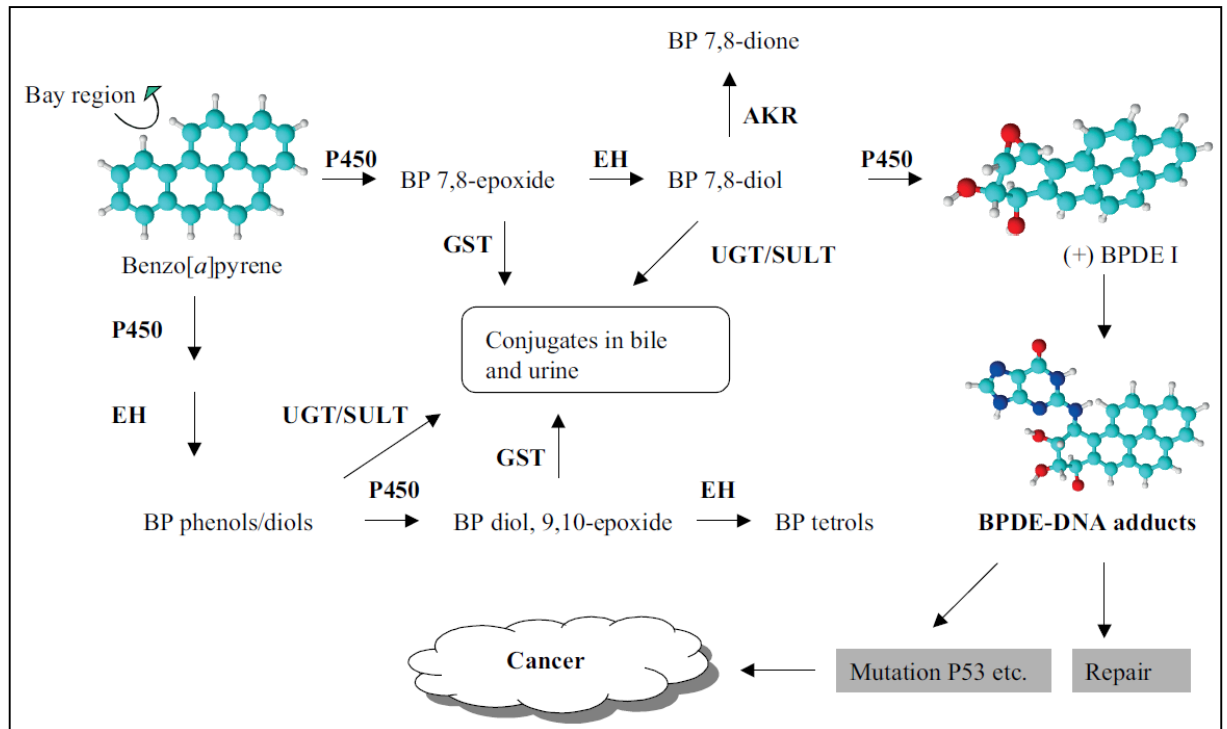 BP 7,8-dione
Bay region
AKR
P450
EH
P450
BP 7,8-epoxide
BP 7,8-diol
GST
UGT/SULT
(+) BPDE I
Benzo[a]pyrene
P450
Conjugates in bile
and urine
EH
UGT/SULT
GST
P450
EH
BP phenols/diols
BP diol, 9,10-epoxide
BP tetrols
BPDE-DNA adducts
Cancer
Mutation P53 etc.
Repair